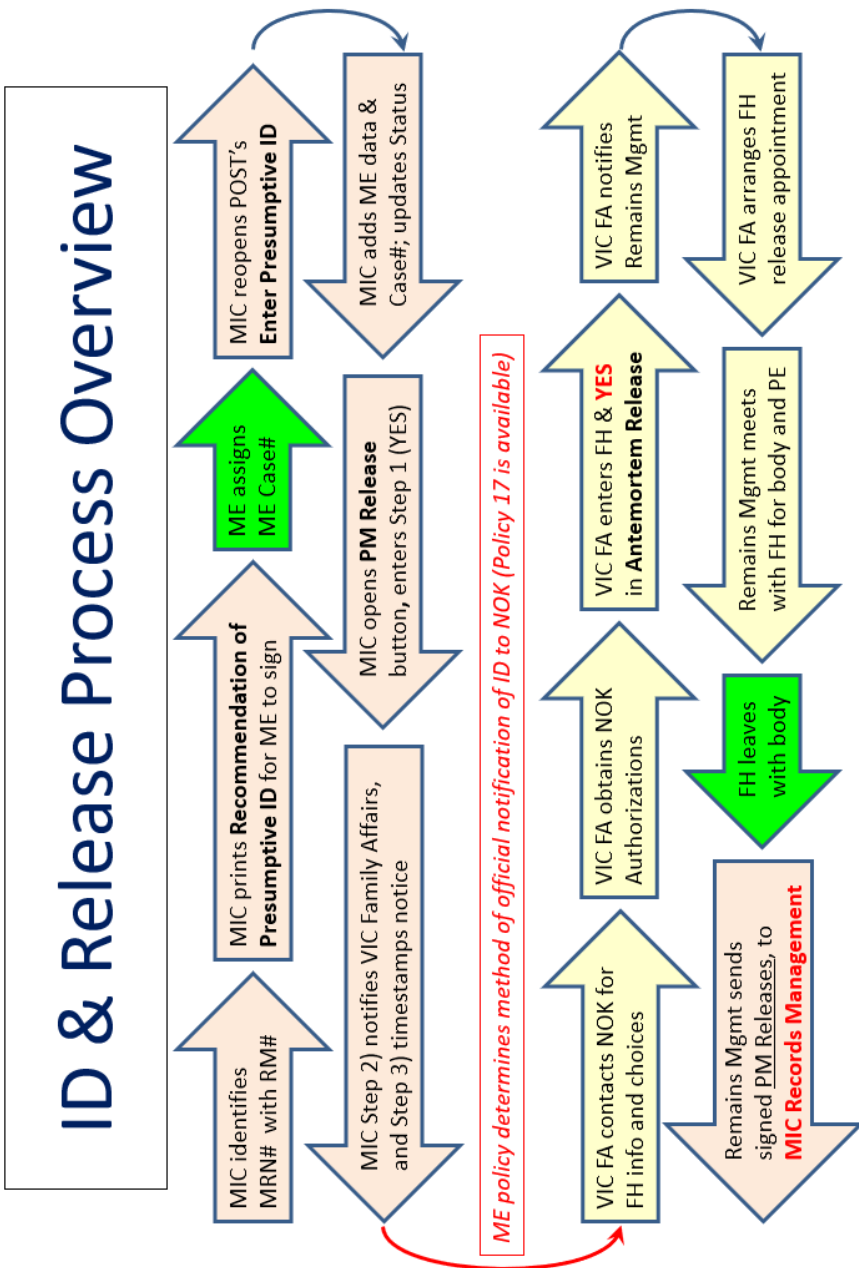 ID & Release Process Overview
MIC identifies
MRN# with RM#
MIC prints Recommendation of
Presumptive ID for ME to sign
ME assigns
ME Case#
MIC reopens POST's
Enter Presumptive ID
MIC adds ME data &
Case#; updates Status
MIC opens PM Release
button, enters Step 1 (YES)
MIC Step 2) notifies VIC Family Affairs,
and Step 3) timestamps notice
ME policy determines method of official notification of ID to NOK (Policy 17 is available)
VIC FA contacts NOK for
FH info and choices
VIC FA obtains NOK
Authorizations
VIC FA enters FH & YES
in Antemortem Release
VIC FA notifies
Remains Mgmt
VIC FA arranges FH
release appointment
Remains Mgmt meets
with FH for body and PE
FH leaves
with body
Remains Mgmt sends
signed PM Releases, to
MIC Records Management